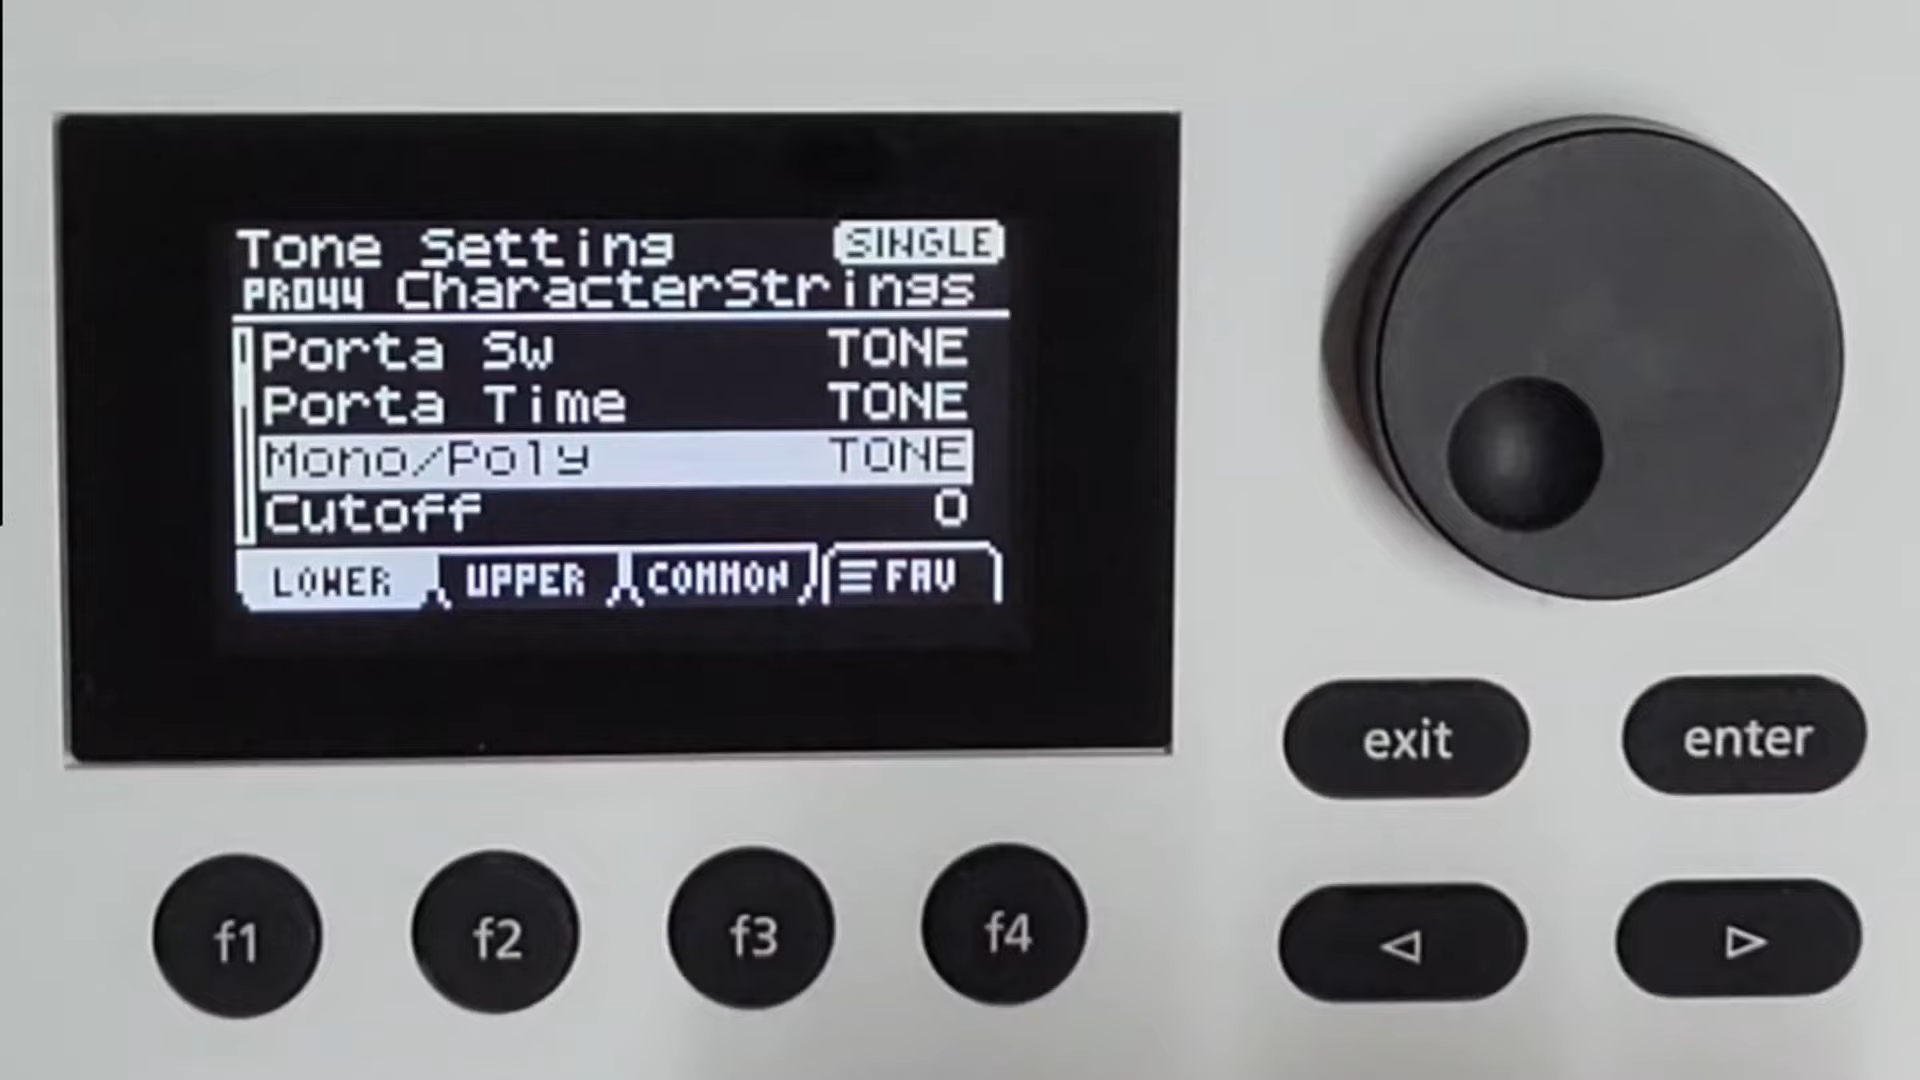 Tone Setting SINGLE
PR044 CharacterStrings
Porta Sw TONE
Porta Time TONE
Mono/Poly TONE
Cutoff 0
LOWER UPPER COMMON FAV
exit enter
f1 f2 f3 f4